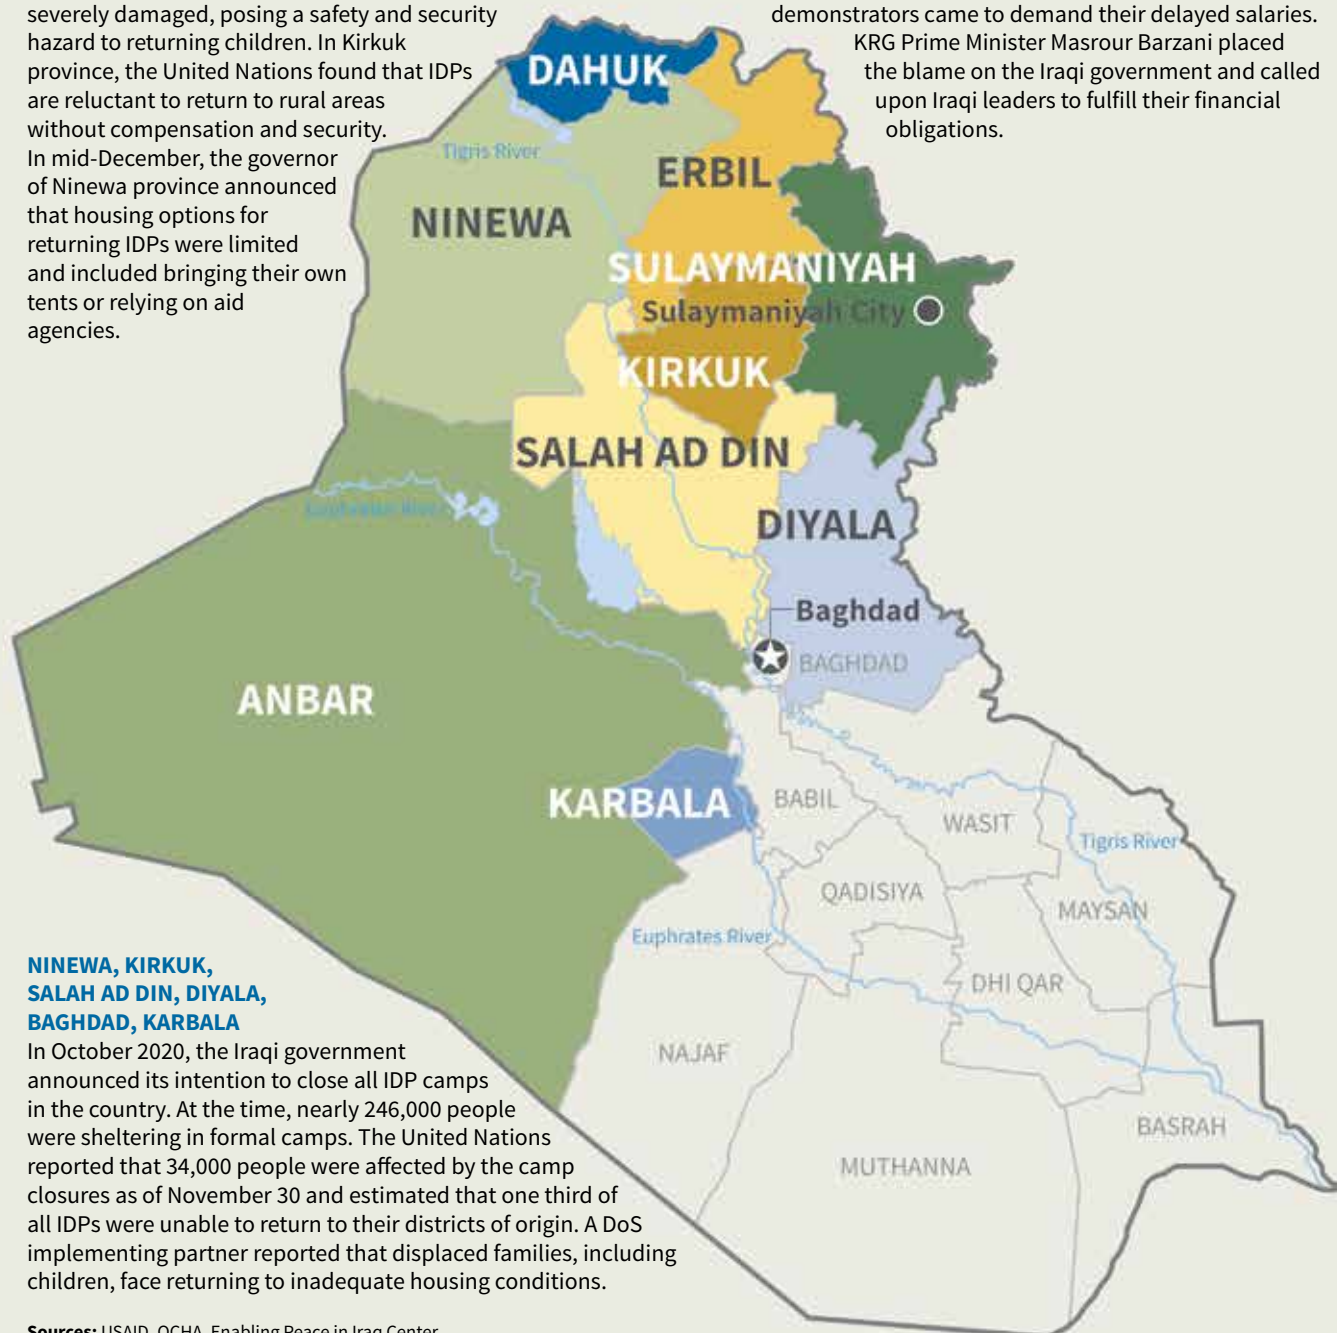 severely damaged, posing a safety and security
hazard to returning children. In Kirkuk
province, the United Nations found that IDPs
are reluctant to return to rural areas
without compensation and security.
In mid-December, the governor
of Ninewa province announced
that housing options for
returning IDPs were limited
and included bringing their own
tents or relying on aid
agencies.
demonstrators came to demand their delayed salaries.
KRG Prime Minister Masrour Barzani placed
the blame on the Iraqi government and called
upon Iraqi leaders to fulfill their financial
obligations.
DAHUK
Tigris River
ERBIL
NINEWA
SULAYMANIYAH
Sulaymaniyah City
KIRKUK
SALAH AD DIN
Euphrates River
DIYALA
Baghdad
BAGHDAD
ANBAR
KARBALA
BABIL
WASIT
Tigris River
QADISIYA
MAYSAN
Euphrates River
DHI QAR
NAJAF
BASRAH
MUTHANNA
NINEWA, KIRKUK,
SALAH AD DIN, DIYALA,
BAGHDAD, KARBALA
In October 2020, the Iraqi government
announced its intention to close all IDP camps
in the country. At the time, nearly 246,000 people
were sheltering in formal camps. The United Nations
reported that 34,000 people were affected by the camp
closures as of November 30 and estimated that one third of
all IDPs were unable to return to their districts of origin. A DoS
implementing partner reported that displaced families, including
children, face returning to inadequate housing conditions.
Sources: USAID, OCHA, Enabling Peace in Iraq Center